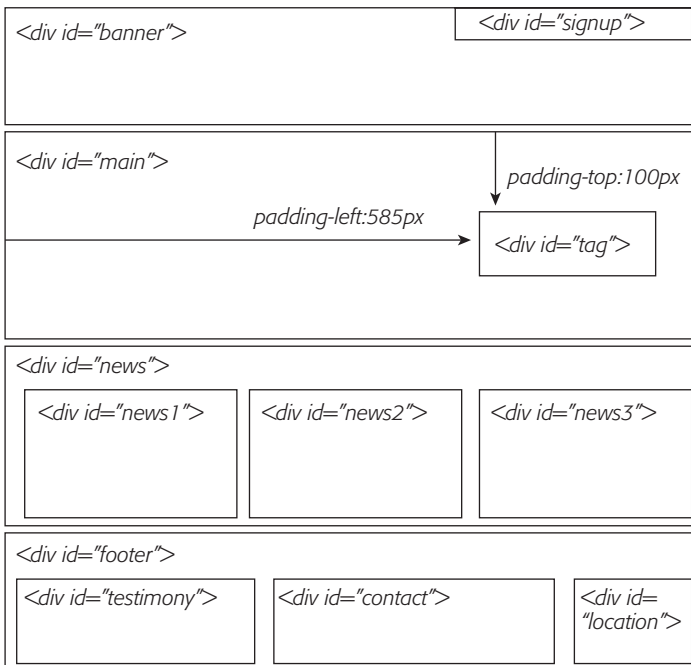 <div id="banner">
<div id="signup">
<div id="main">
padding-top:100px
padding-left:585px
<div id="tag">
<div id="news">
<div id="news1">
<div id="news2">
<div id="news3">
<div id="footer">
<div id="testimony">
<div id="contact">
<div id=
“location">